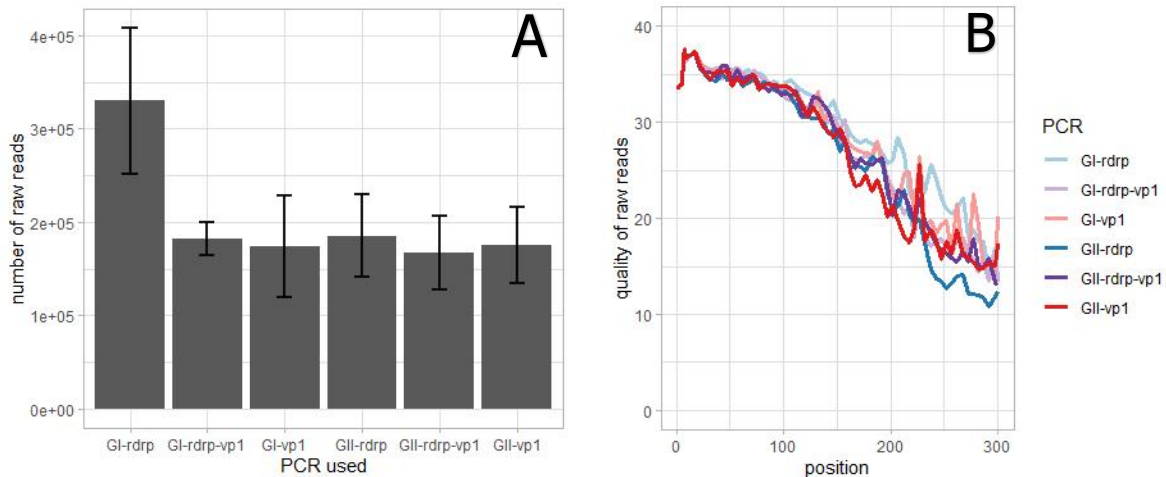 A
number of raw reads
4e+05
3e+05
2e+05
1e+05
0e+00
GI-rdrp GI-rdrp-vp1 GI-vp1 GII-rdrp GII-rdrp-vp1 GII-vp1
PCR used
B
quality of raw reads
40
30
20
10
0
0 100 200 300
position
PCR
GI-rdrp
GI-rdrp-vp1
GI-vp1
GII-rdrp
GII-rdrp-vp1
GII-vp1